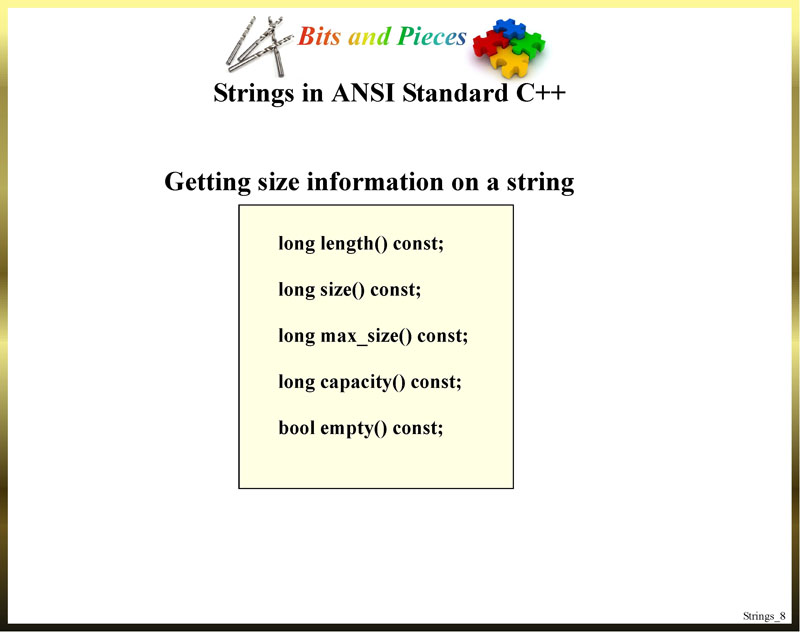 Bits and Pieces
Strings in ANSI Standard C++
Getting size information on a string
long length() const;
long size() const;
long max_size() const;
long capacity() const;
bool empty() const;
Strings_8